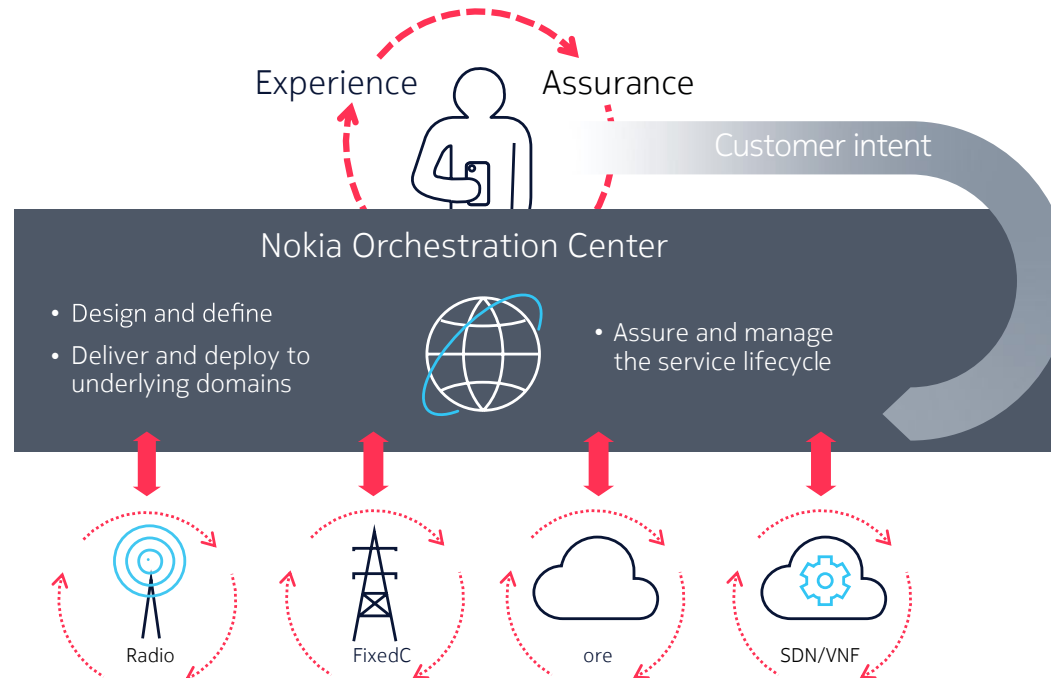 Experience
Assurance
Customer intent
Nokia Orchestration Center
• Design and define
• Deliver and deploy to
underlying domains
• Assure and manage
the service lifecycle
Radio
FixedC
ore
SDN/VNF